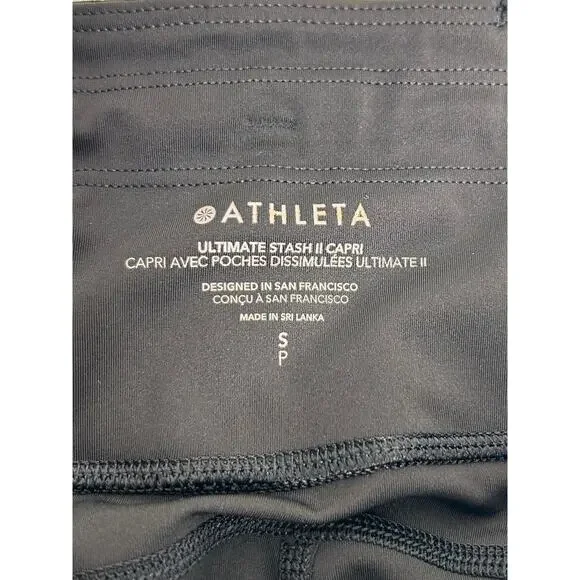 ATHLETA
ULTIMATE STASH II CAPRI
CAPRI AVEC POCHES DISSIMULÉES ULTIMATE II
DESIGNED IN SAN FRANCISCO
CONÇU À SAN FRANCISCO
MADE IN SRI LANKA
S
P